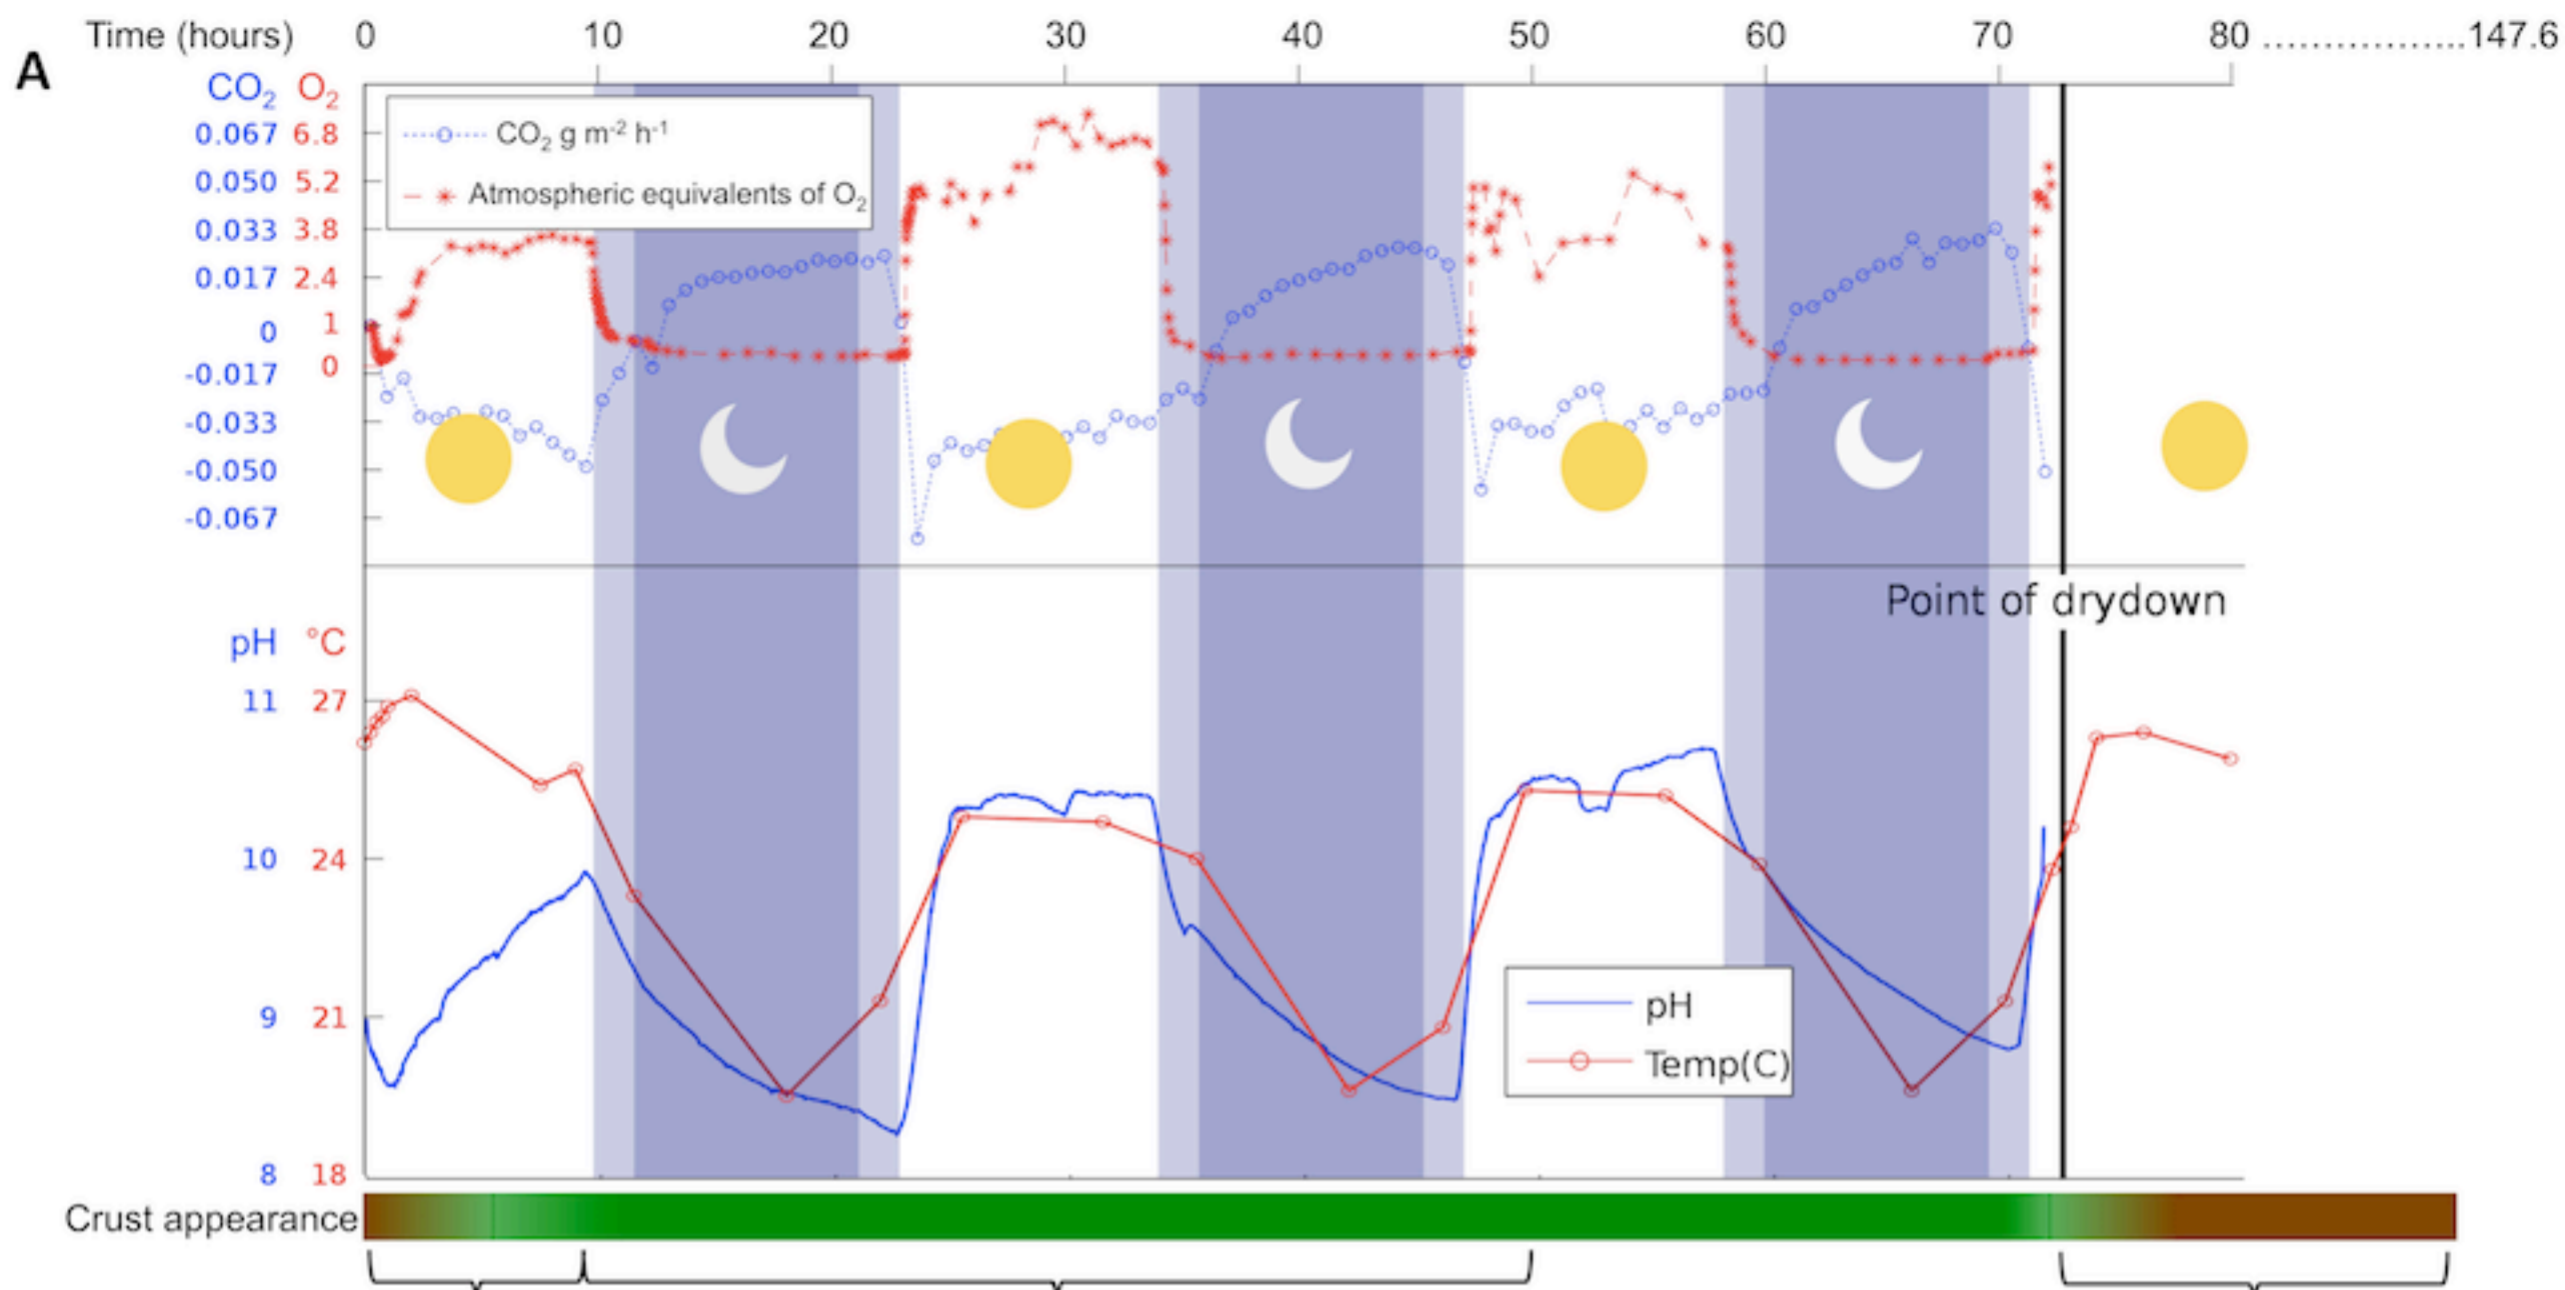 Time (hours) 0 10 20 30 40 50 60 70 80 ..................147.6
A
CO₂ O₂
0.067 6.8
0.050 5.2
0.033 3.8
0.017 2.4
0 1
0
-0.017
-0.033
-0.050
-0.067
CO₂ g m⁻² h⁻¹
Atmospheric equivalents of O₂
Point of drydown
pH °C
11 27
10 24
9 21
8 18
pH
Temp(C)
Crust appearance